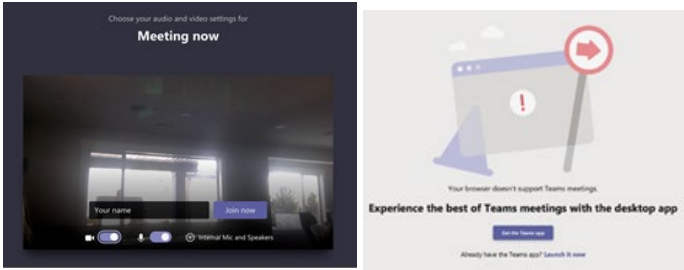 Choose your audio and video settings for
Meeting now
Your name
Join now
Internal Mic and Speakers
Your browser doesn't support Teams meetings.
Experience the best of Teams meetings with the desktop app
Get the Teams app
Already have the Teams app? Launch it now